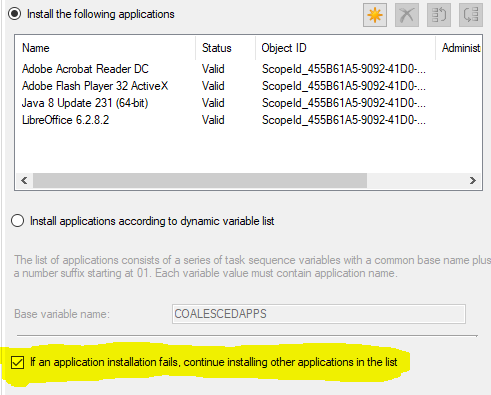 Install the following applications
Name Status Object ID Administ
Adobe Acrobat Reader DC Valid ScopeId_455B61A5-9092-41D0-...
Adobe Flash Player 32 ActiveX Valid ScopeId_455B61A5-9092-41D0-...
Java 8 Update 231 (64-bit) Valid ScopeId_455B61A5-9092-41D0-...
LibreOffice 6.2.8.2 Valid ScopeId_455B61A5-9092-41D0-...
Install applications according to dynamic variable list
The list of applications consists of a series of task sequence variables with a common base name plus
a number suffix starting at 01. Each variable value must contain application name.
Base variable name: COALESCEDAPPS
If an application installation fails, continue installing other applications in the list